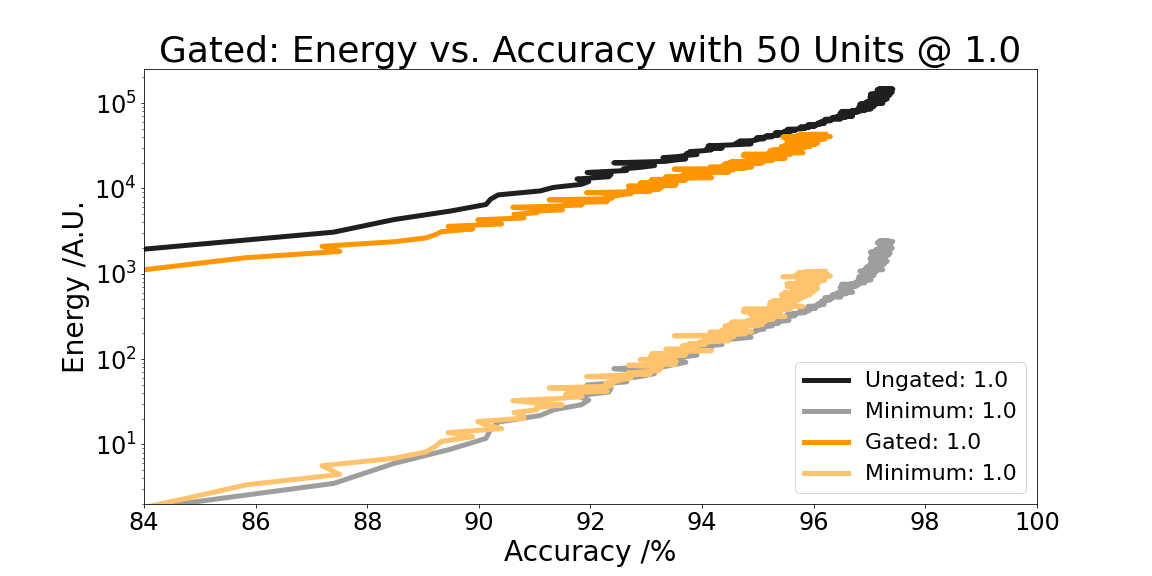 Gated: Energy vs. Accuracy with 50 Units @ 1.0
10^5
10^4
10^3
10^2
10^1
Energy /A.U.
Ungated: 1.0
Minimum: 1.0
Gated: 1.0
Minimum: 1.0
84 86 88 90 92 94 96 98 100
Accuracy /%